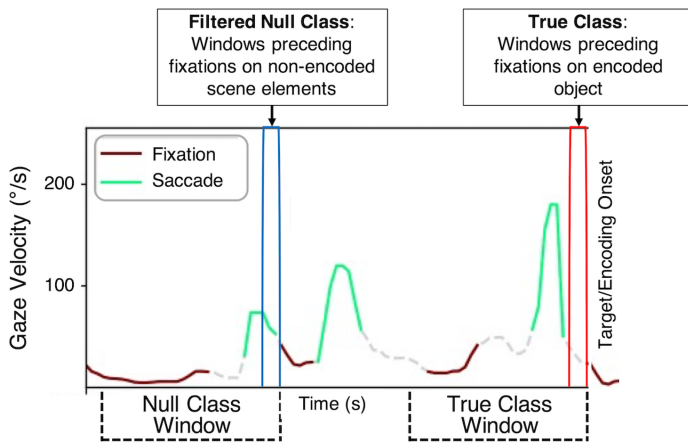 Filtered Null Class:
Windows preceding
fixations on non-encoded
scene elements
True Class:
Windows preceding
fixations on encoded
object
Fixation
Saccade
Gaze Velocity (°/s)
200
100
Target/Encoding Onset
Null Class
Window
Time (s)
True Class
Window